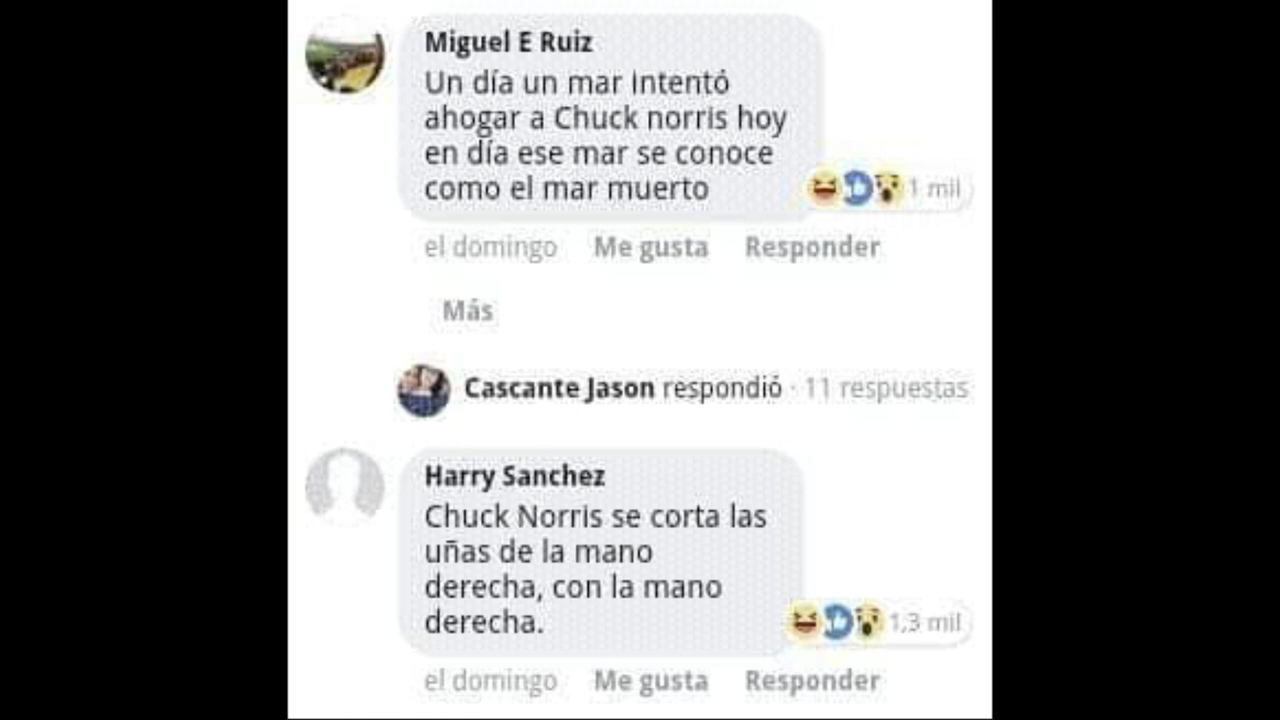 Miguel E Ruiz
Un día un mar intentó
ahogar a Chuck norris hoy
en día ese mar se conoce
como el mar muerto
1 mil
el domingo Me gusta Responder
Más
Cascante Jason respondió · 11 respuestas
Harry Sanchez
Chuck Norris se corta las
uñas de la mano
derecha, con la mano
derecha.
1,3 mil
el domingo Me gusta Responder